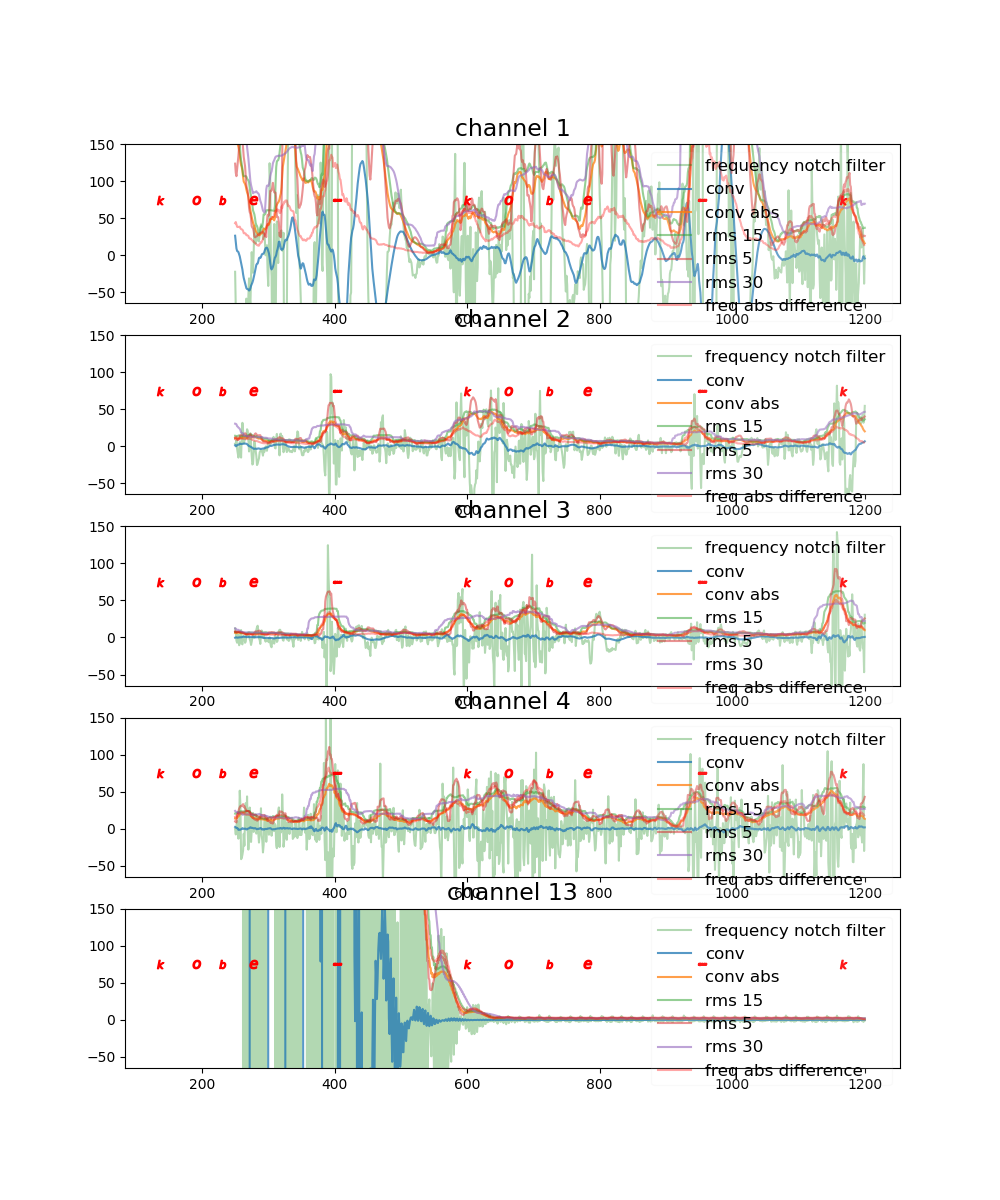 channel 1
150
100
50
0
−50
k o b e - k o b e - k
frequency notch filter
conv
conv abs
rms 15
rms 5
rms 30
freq abs difference
200 400 600 800 1000 1200
channel 2
150
100
50
0
−50
k o b e - k o b e - k
frequency notch filter
conv
conv abs
rms 15
rms 5
rms 30
freq abs difference
200 400 600 800 1000 1200
channel 3
150
100
50
0
−50
k o b e - k o b e - k
frequency notch filter
conv
conv abs
rms 15
rms 5
rms 30
freq abs difference
200 400 600 800 1000 1200
channel 4
150
100
50
0
−50
k o b e - k o b e - k
frequency notch filter
conv
conv abs
rms 15
rms 5
rms 30
freq abs difference
200 400 600 800 1000 1200
channel 13
150
100
50
0
−50
k o b e - k o b e - k
frequency notch filter
conv
conv abs
rms 15
rms 5
rms 30
freq abs difference
200 400 600 800 1000 1200